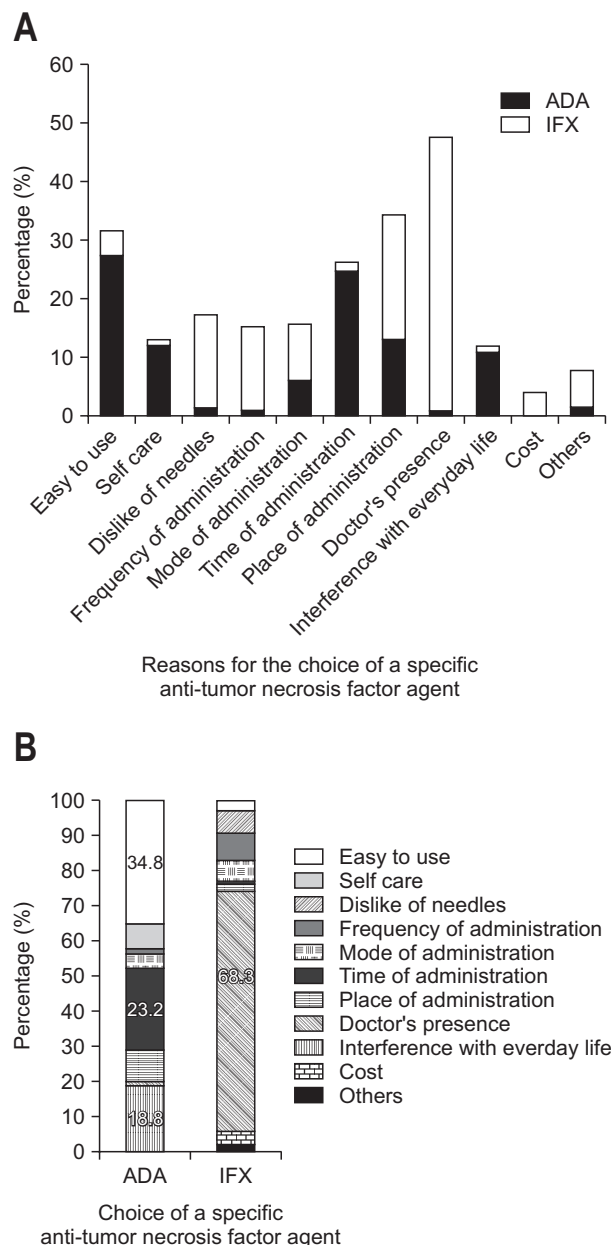 A
60
50
40
30
20
10
0
Percentage (%)
ADA
IFX
Easy to use
Self care
Dislike of needles
Frequency of administration
Mode of administration
Time of administration
Place of administration
Doctor's presence
Interference with everyday life
Cost
Others
Reasons for the choice of a specific
anti-tumor necrosis factor agent
B
100
90
80
70
60
50
40
30
20
10
0
Percentage (%)
34.8
23.2
18.8
68.3
ADA
IFX
Easy to use
Self care
Dislike of needles
Frequency of administration
Mode of administration
Time of administration
Place of administration
Doctor's presence
Interference with everday life
Cost
Others
Choice of a specific
anti-tumor necrosis factor agent